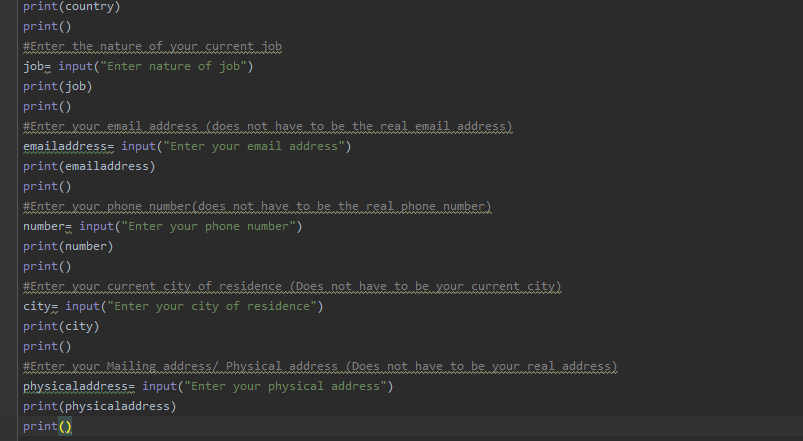 print(country)
print()
#Enter the nature of your current job
job= input("Enter nature of job")
print(job)
print()
#Enter your email address (does not have to be the real email address)
emailaddress= input("Enter your email address")
print(emailaddress)
print()
#Enter your phone number(does not have to be the real phone number)
number= input("Enter your phone number")
print(number)
print()
#Enter your current city of residence (Does not have to be your current city)
city= input("Enter your city of residence")
print(city)
print()
#Enter your Mailing address/ Physical address (Does not have to be your real address)
physicaladdress= input("Enter your physical address")
print(physicaladdress)
print()